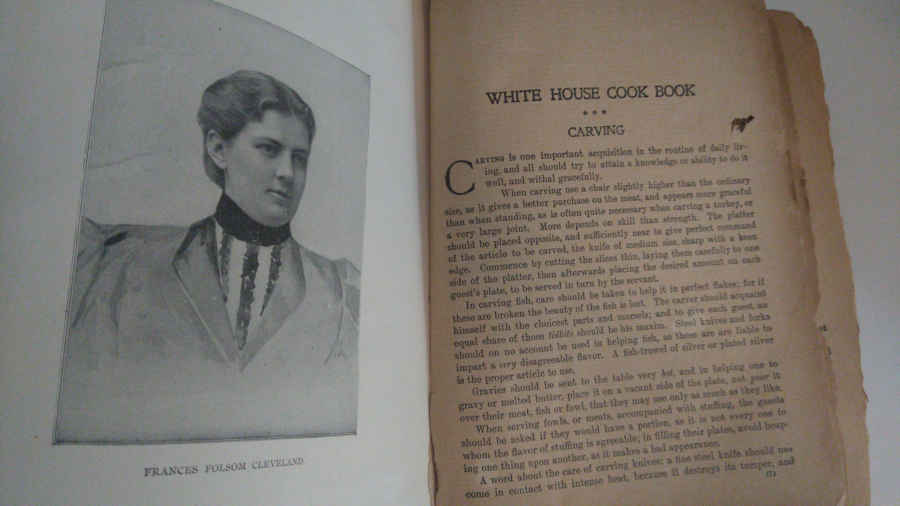 FRANCES FOLSOM CLEVELAND
WHITE HOUSE COOK BOOK
***
CARVING
CARVING is one important acquisition in the routine of daily liv-
ing, and all should try to attain a knowledge or ability to do it
well, and withal gracefully.
When carving use a chair slightly higher than the ordinary
size, as it gives a better purchase on the meat, and appears more graceful
than when standing, as is often quite necessary when carving a turkey, or
a very large joint. More depends on skill than strength. The platter
should be placed opposite, and sufficiently near to give perfect command
of the article to be carved, the knife of medium size, sharp with a keen
edge. Commence by cutting the slices thin, laying them carefully to one
side of the platter, then afterwards placing the desired amount on each
guest's plate, to be served in turn by the servant.
In carving fish, care should be taken to help it in perfect flakes; for if
these are broken the beauty of the fish is lost. The carver should acquaint
himself with the choicest parts and morsels; and to give each guest an
equal share of those tidbits should be his maxim. Steel knives and forks
should on no account be used in helping fish, as these are liable to
impart a very disagreeable flavor. A fish-trowel of silver or plated silver
is the proper article to use.
Gravies should be sent to the table very hot, and in helping one to
gravy or melted butter, place it on a vacant side of the plate, not pour it
over their meat, fish or fowl, that they may use only as much as they like.
When serving fowls, or meats, accompanied with stuffing, the guests
should be asked if they would have a portion, as it is not every one to
whom the flavor of stuffing is agreeable; in filling their plates, avoid heap-
ing one thing upon another, as it makes a bad appearance.
A word about the care of carving knives: a fine steel knife should not
come in contact with intense heat, because it destroys its temper, and